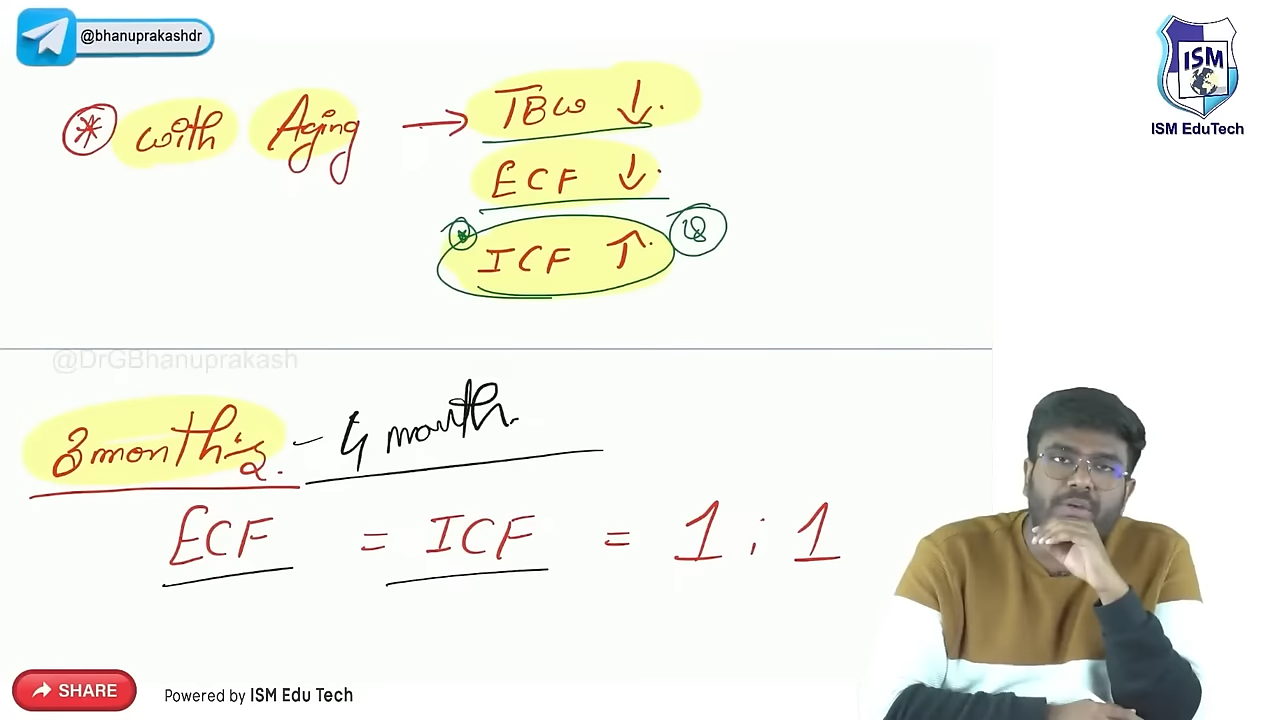 @bhanuprakashdr
ISM
ISM EduTech
with Aging → TBW ↓.
ECF ↓.
ICF ↑.
@DrGBhanuprakash
3 months. - 4 month.
ECF = ICF = 1 : 1
SHARE
Powered by ISM Edu Tech